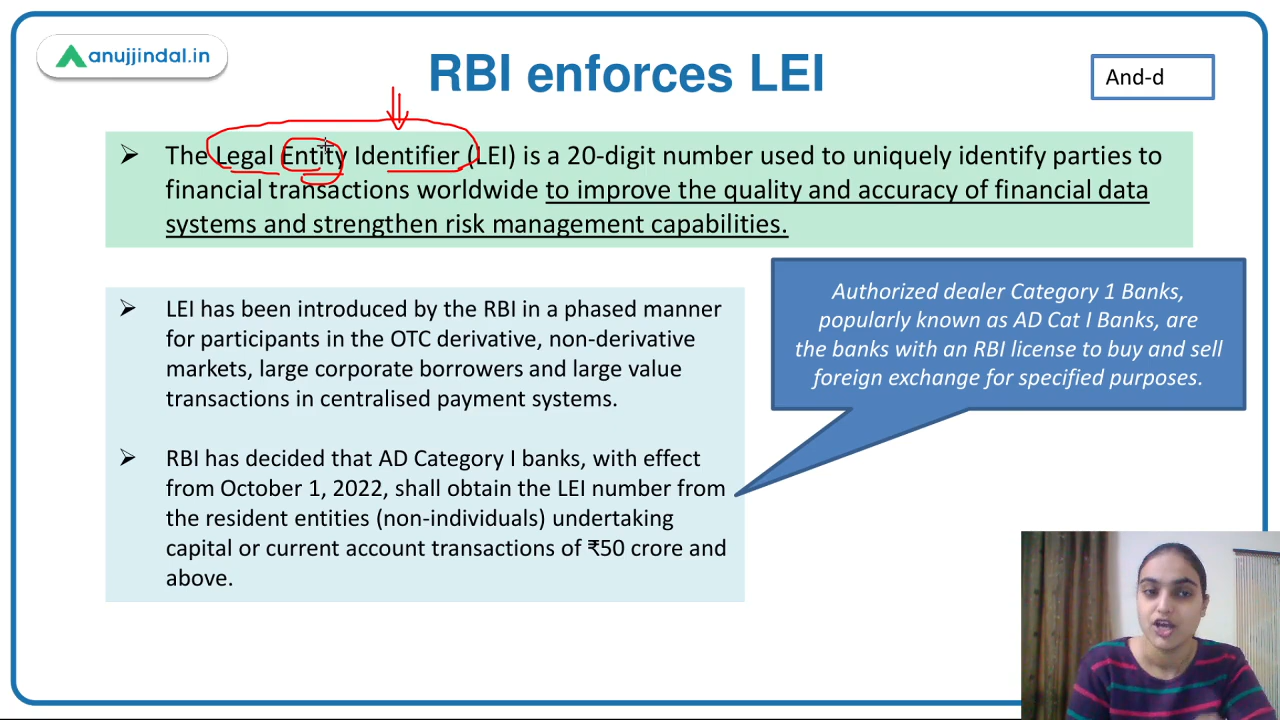 anujjindal.in
RBI enforces LEI
And-d
The Legal Entity Identifier (LEI) is a 20-digit number used to uniquely identify parties to
financial transactions worldwide to improve the quality and accuracy of financial data
systems and strengthen risk management capabilities.
LEI has been introduced by the RBI in a phased manner
for participants in the OTC derivative, non-derivative
markets, large corporate borrowers and large value
transactions in centralised payment systems.
RBI has decided that AD Category I banks, with effect
from October 1, 2022, shall obtain the LEI number from
the resident entities (non-individuals) undertaking
capital or current account transactions of ₹50 crore and
above.
Authorized dealer Category 1 Banks,
popularly known as AD Cat I Banks, are
the banks with an RBI license to buy and sell
foreign exchange for specified purposes.